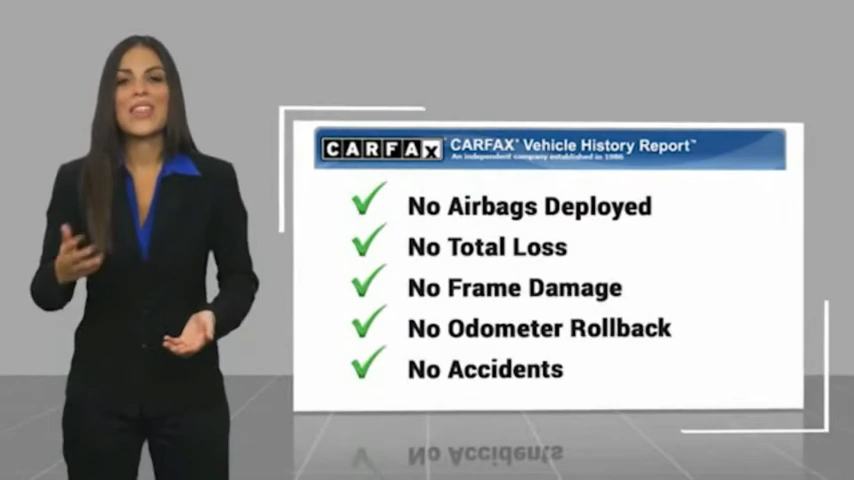 CARFAX CARFAX® Vehicle History Report™
An independent company established in 1986
No Airbags Deployed
No Total Loss
No Frame Damage
No Odometer Rollback
No Accidents
No Accidents